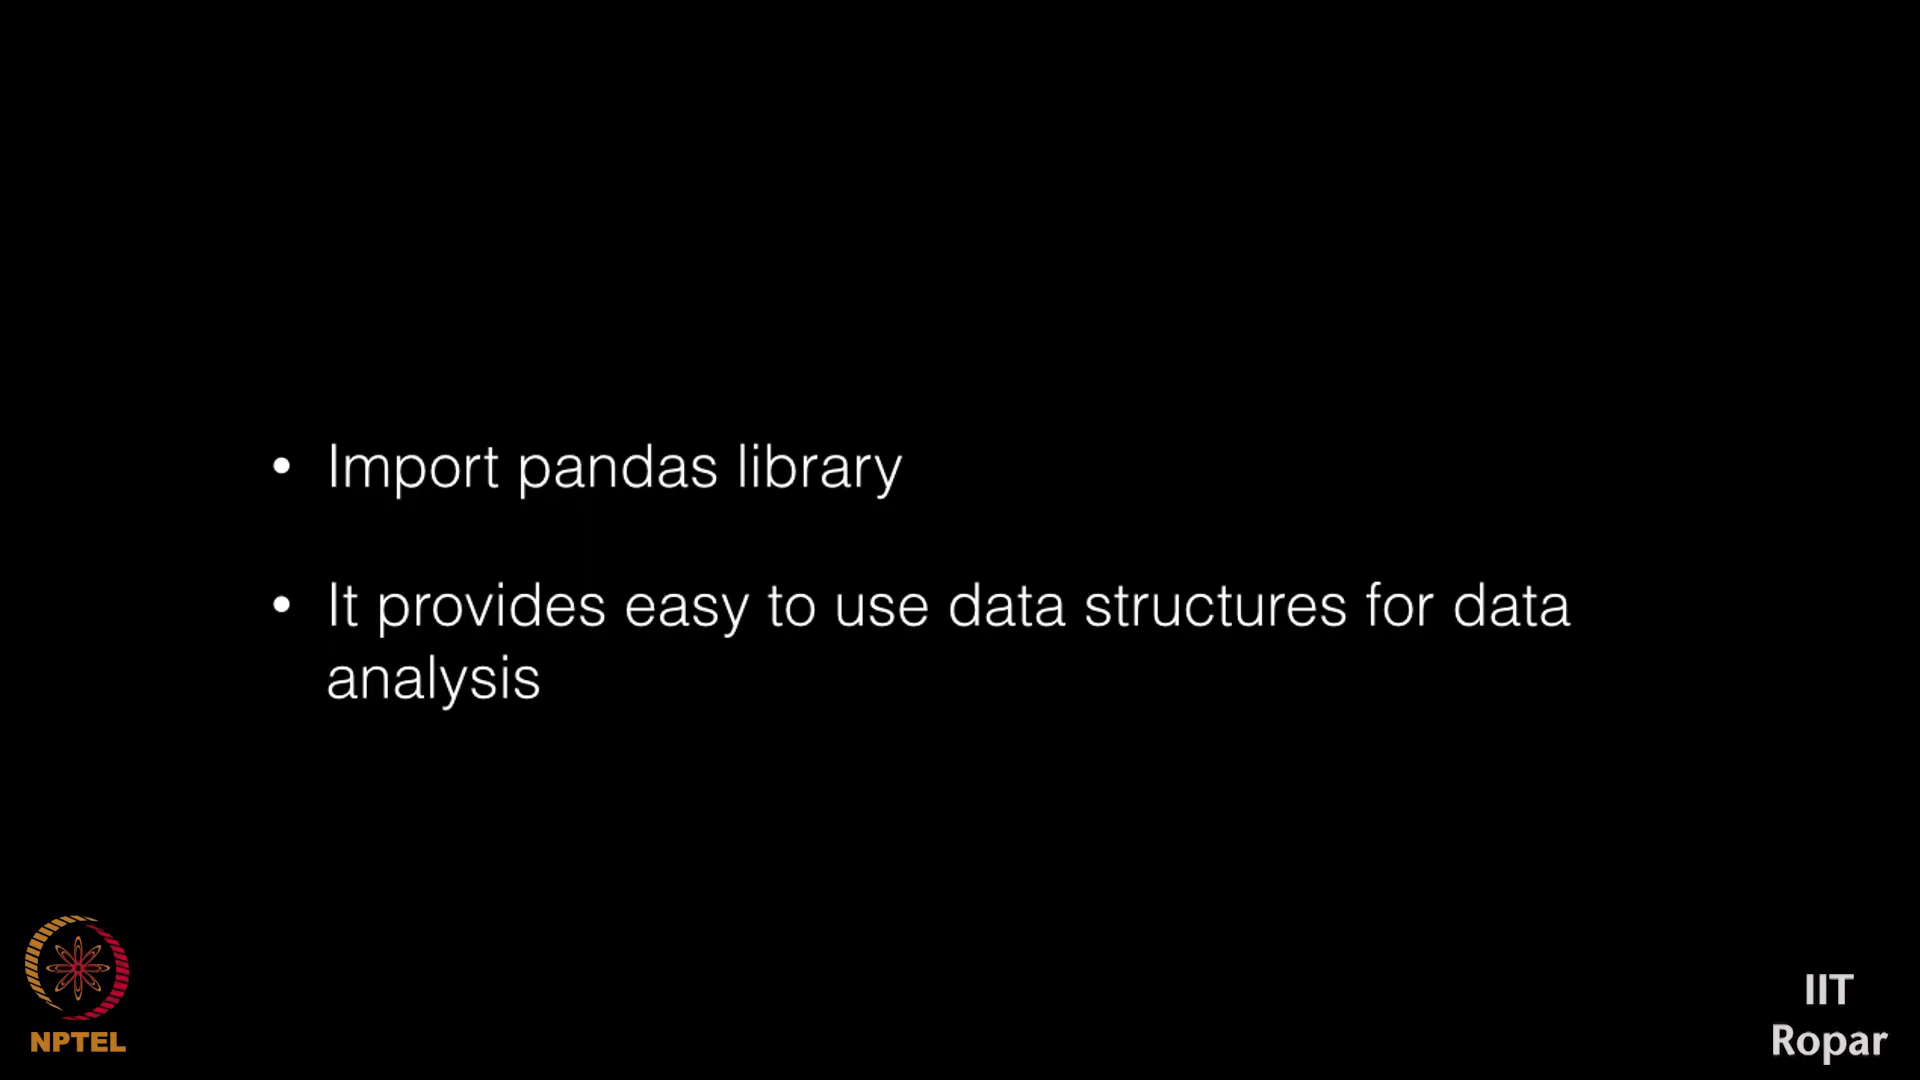 • Import pandas library
• It provides easy to use data structures for data
analysis
NPTEL
IIT
Ropar